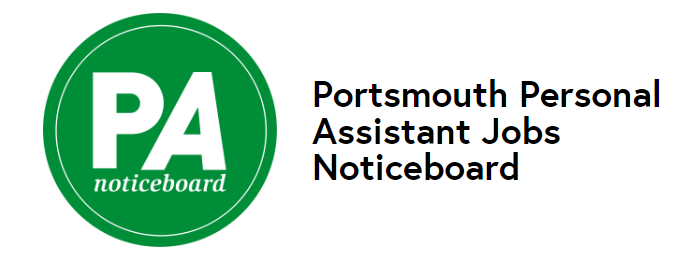 PA
noticeboard
Portsmouth Personal
Assistant Jobs
Noticeboard